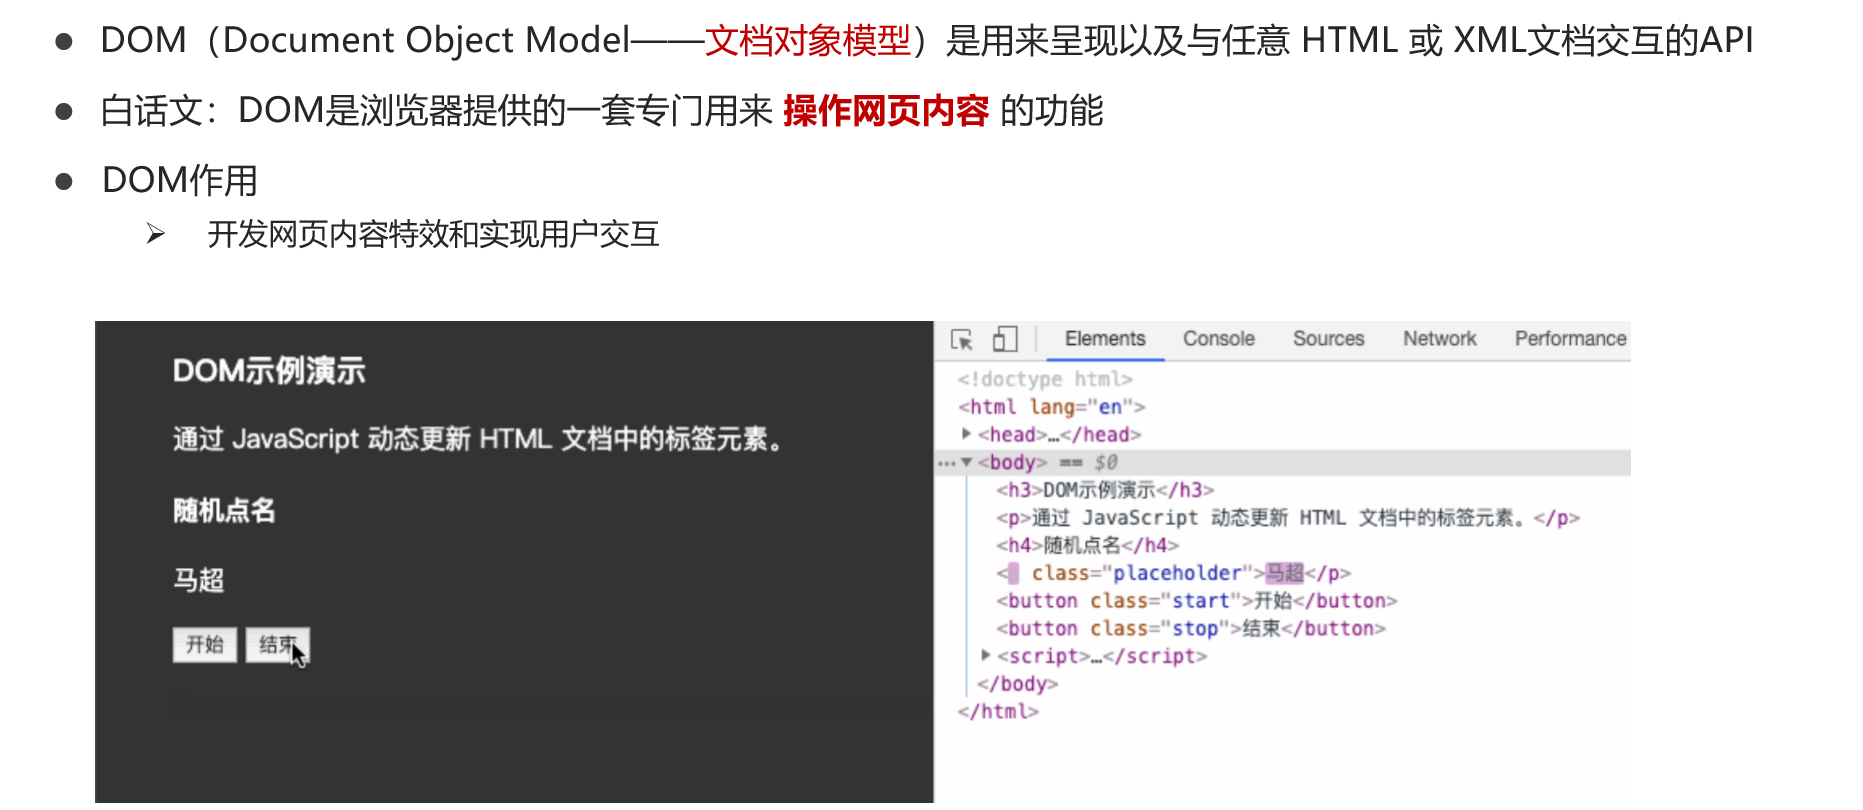 DOM（Document Object Model——文档对象模型）是用来呈现以及与任意 HTML 或 XML文档交互的API
白话文：DOM是浏览器提供的一套专门用来 操作网页内容 的功能
DOM作用
开发网页内容特效和实现用户交互
DOM示例演示
通过 JavaScript 动态更新 HTML 文档中的标签元素。
随机点名
马超
开始 结束
Elements Console Sources Network Performance
<!doctype html>
<html lang="en">
<head>…</head>
<body> == $0
<h3>DOM示例演示</h3>
<p>通过 JavaScript 动态更新 HTML 文档中的标签元素。</p>
<h4>随机点名</h4>
< class="placeholder">马超</p>
<button class="start">开始</button>
<button class="stop">结束</button>
<script>…</script>
</body>
</html>